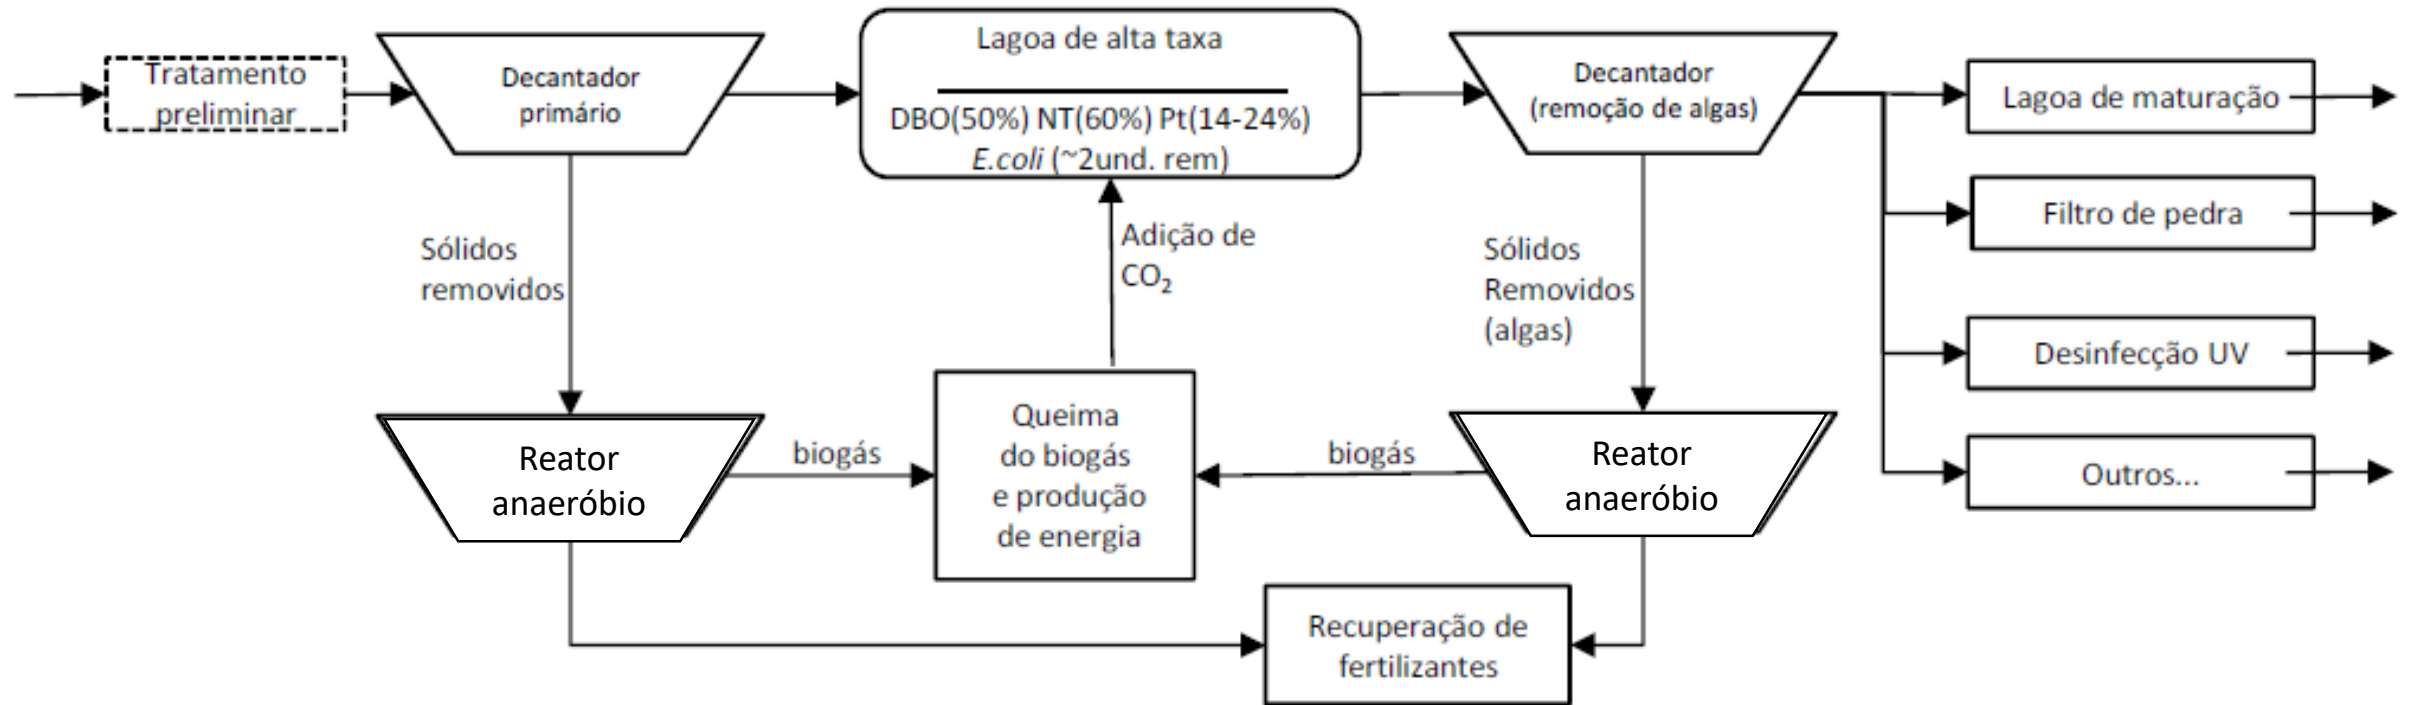 Tratamento
preliminar
Decantador
primário
Lagoa de alta taxa
DBO(50%) NT(60%) Pt(14-24%)
E.coli (~2und. rem)
Decantador
(remoção de algas)
Lagoa de maturação
Filtro de pedra
Desinfecção UV
Outros...
Sólidos
removidos
Adição de
CO₂
Sólidos
Removidos
(algas)
Reator
anaeróbio
biogás
Queima
do biogás
e produção
de energia
biogás
Reator
anaeróbio
Recuperação de
fertilizantes